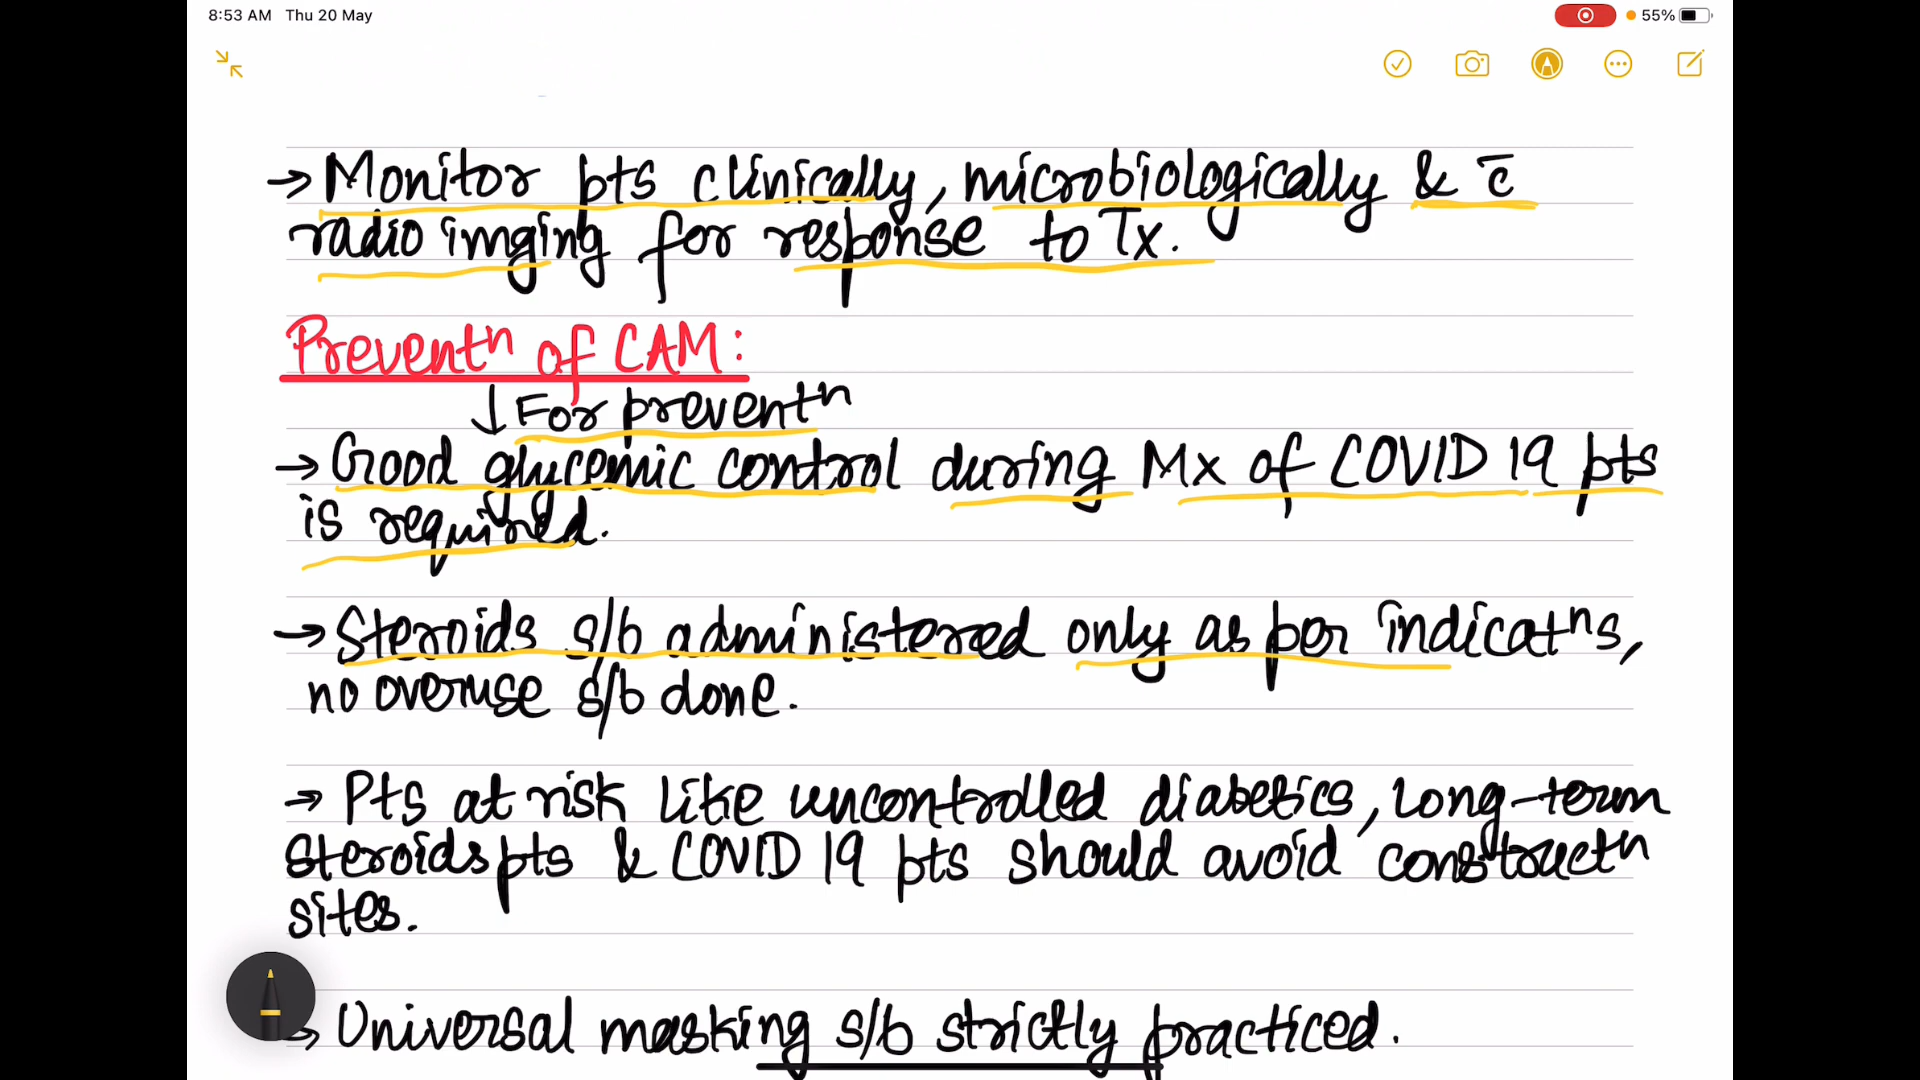 8:53 AM Thu 20 May 55%
→ Monitor pts clinically, microbiologically & c̄
radio imging for response to Tx.
Preventⁿ of CAM:
↓ For preventⁿ
→ Good glycemic control during Mx of COVID 19 pts
is required.
→ Steroids s/b administered only as per indicatⁿs,
no overuse s/b done.
→ Pts at risk like uncontrolled diabetics, long-term
steroids pts & COVID 19 pts should avoid constructⁿ
sites.
→ Universal masking s/b strictly practiced.